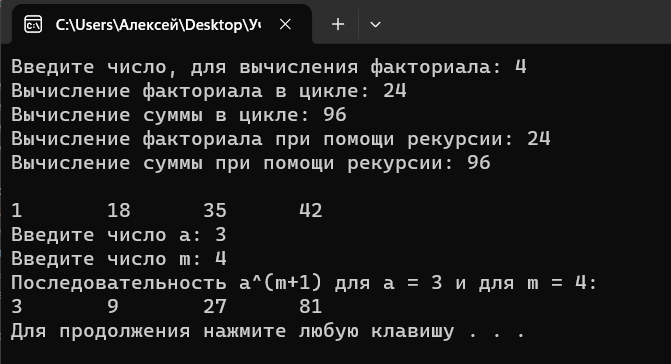 C:\Users\Алексей\Desktop\Уч
Введите число, для вычисления факториала: 4
Вычисление факториала в цикле: 24
Вычисление суммы в цикле: 96
Вычисление факториала при помощи рекурсии: 24
Вычисление суммы при помощи рекурсии: 96
1 18 35 42
Введите число a: 3
Введите число m: 4
Последовательность a^(m+1) для a = 3 и для m = 4:
3 9 27 81
Для продолжения нажмите любую клавишу . . .